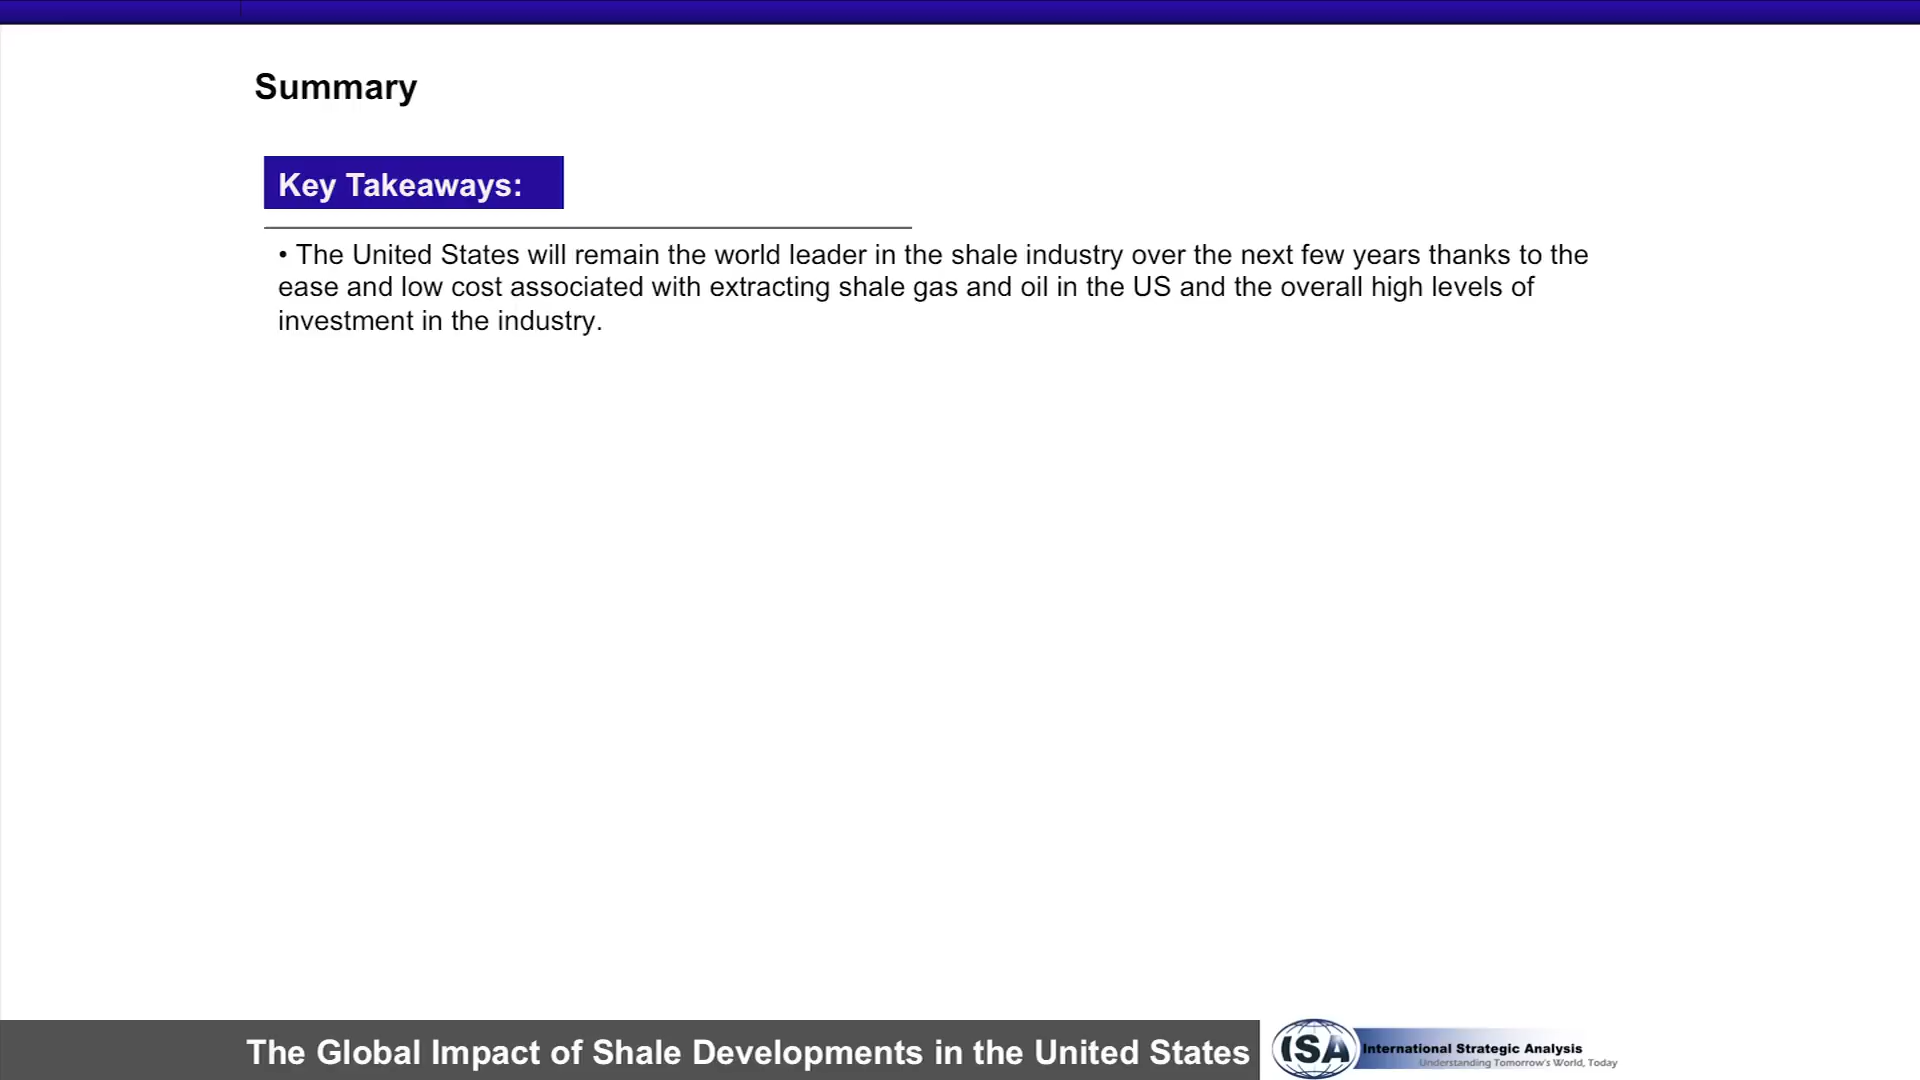 Summary
Key Takeaways:
• The United States will remain the world leader in the shale industry over the next few years thanks to the
ease and low cost associated with extracting shale gas and oil in the US and the overall high levels of
investment in the industry.
The Global Impact of Shale Developments in the United States
ISA
International Strategic Analysis
Understanding Tomorrow's World, Today